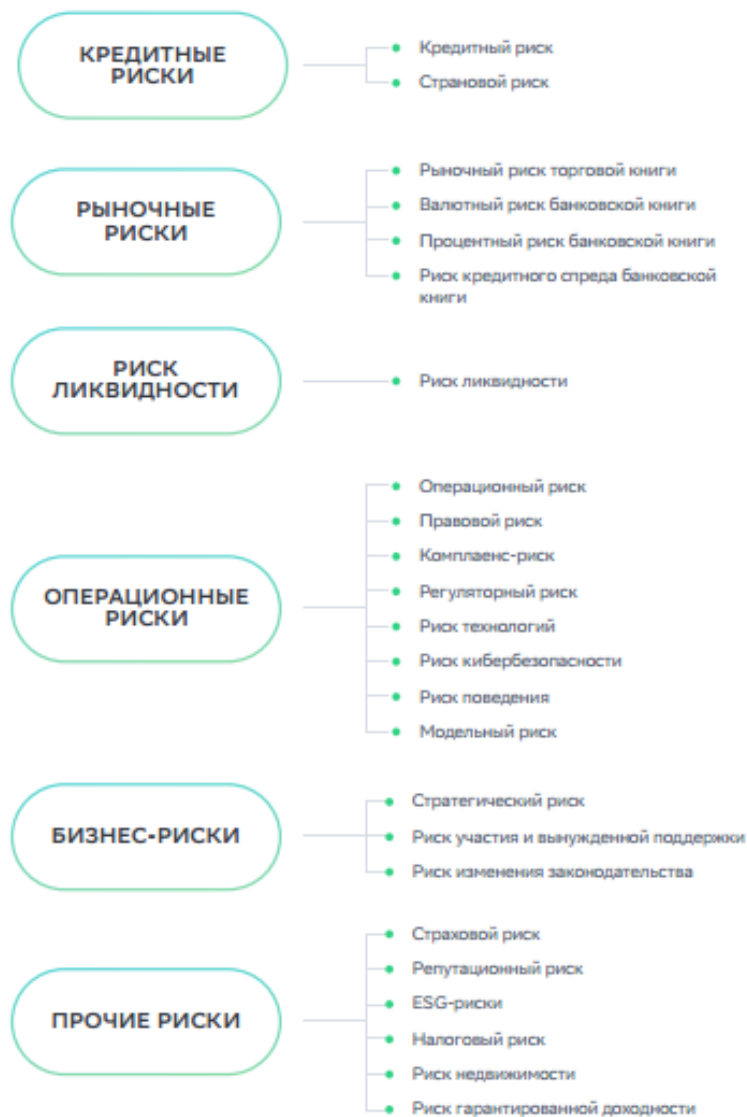 КРЕДИТНЫЕ
РИСКИ
Кредитный риск
Страновой риск
РЫНОЧНЫЕ
РИСКИ
Рыночный риск торговой книги
Валютный риск банковской книги
Процентный риск банковской книги
Риск кредитного спреда банковской
книги
РИСК
ЛИКВИДНОСТИ
Риск ликвидности
ОПЕРАЦИОННЫЕ
РИСКИ
Операционный риск
Правовой риск
Комплаенс-риск
Регуляторный риск
Риск технологий
Риск кибербезопасности
Риск поведения
Модельный риск
БИЗНЕС-РИСКИ
Стратегический риск
Риск участия и вынужденной поддержки
Риск изменения законодательства
ПРОЧИЕ РИСКИ
Страховой риск
Репутационный риск
ESG-риски
Налоговый риск
Риск недвижимости
Риск гарантированной доходности